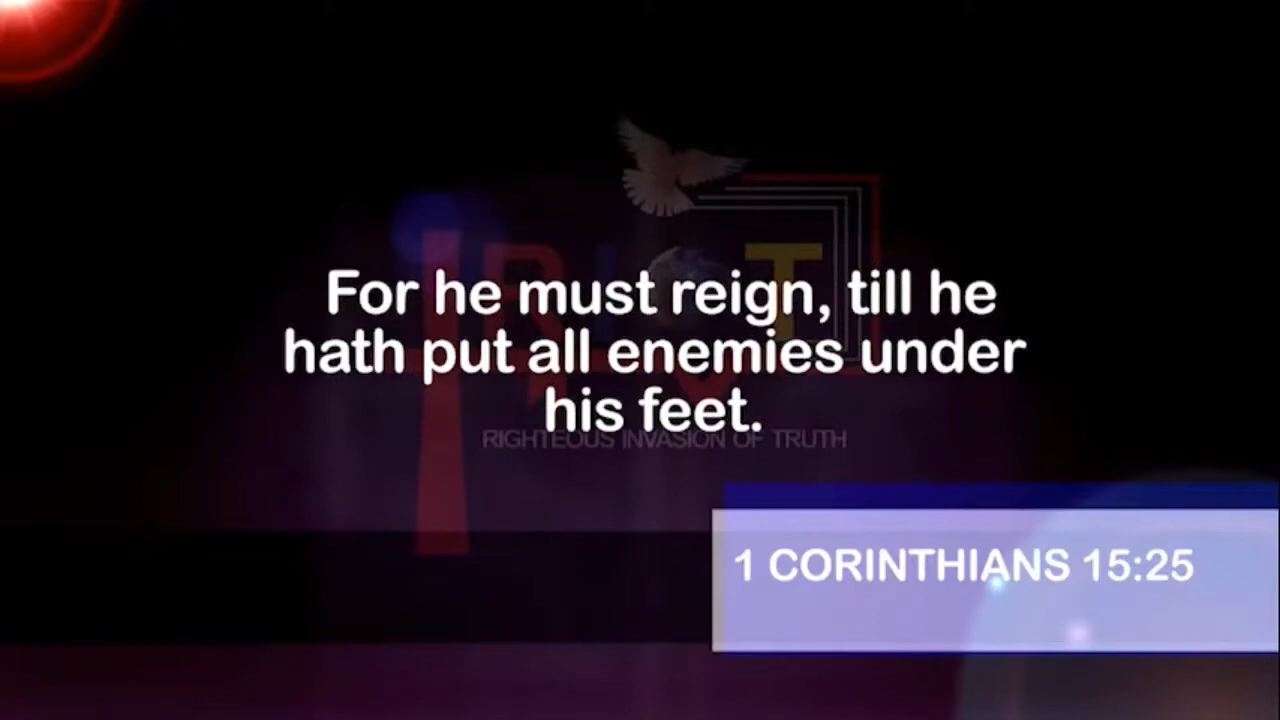 RIOT
For he must reign, till he
hath put all enemies under
his feet.
RIGHTEOUS INVASION OF TRUTH
1 CORINTHIANS 15:25